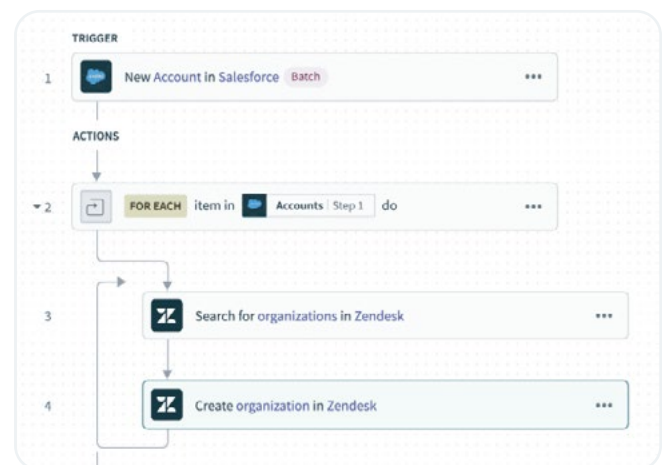 TRIGGER
1 New Account in Salesforce Batch
ACTIONS
2 FOR EACH item in Accounts Step 1 do
3 Search for organizations in Zendesk
4 Create organization in Zendesk